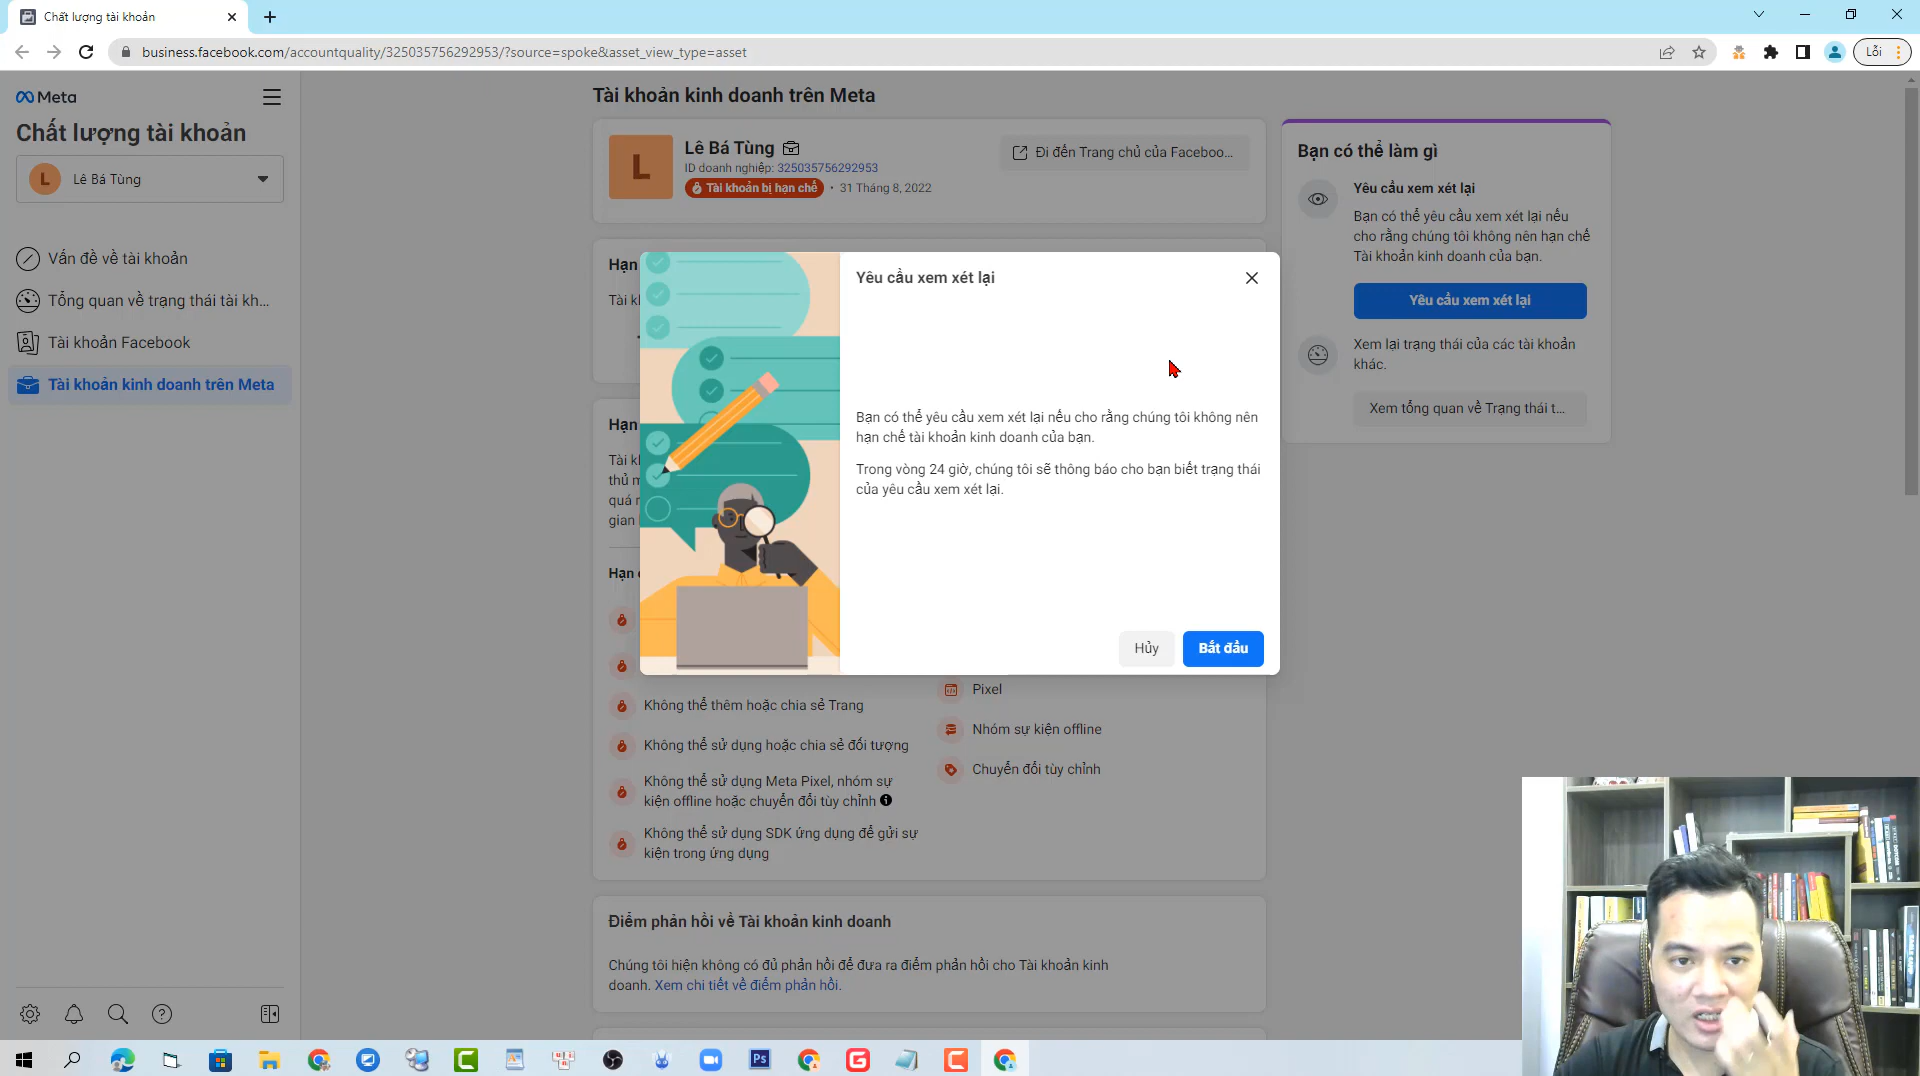 Chất lượng tài khoản
business.facebook.com/accountquality/325035756292953/?source=spoke&asset_view_type=asset
Lỗi
Meta
Chất lượng tài khoản
L
Lê Bá Tùng
Vấn đề về tài khoản
Tổng quan về trạng thái tài kh...
Tài khoản Facebook
Tài khoản kinh doanh trên Meta
Tài khoản kinh doanh trên Meta
L
Lê Bá Tùng
ID doanh nghiệp: 325035756292953
Tài khoản bị hạn chế • 31 Tháng 8, 2022
Đi đến Trang chủ của Faceboo...
Hạn
Tài k
Hạn
Tài k
thủ m
quá
gian
Hạn
Yêu cầu xem xét lại
Bạn có thể yêu cầu xem xét lại nếu cho rằng chúng tôi không nên
hạn chế tài khoản kinh doanh của bạn.
Trong vòng 24 giờ, chúng tôi sẽ thông báo cho bạn biết trạng thái
của yêu cầu xem xét lại.
Hủy
Bắt đầu
Không thể thêm hoặc chia sẻ Trang
Không thể sử dụng hoặc chia sẻ đối tượng
Không thể sử dụng Meta Pixel, nhóm sự
kiện offline hoặc chuyển đổi tùy chỉnh
Không thể sử dụng SDK ứng dụng để gửi sự
kiện trong ứng dụng
Pixel
Nhóm sự kiện offline
Chuyển đổi tùy chỉnh
Điểm phản hồi về Tài khoản kinh doanh
Chúng tôi hiện không có đủ phản hồi để đưa ra điểm phản hồi cho Tài khoản kinh
doanh. Xem chi tiết về điểm phản hồi.
Bạn có thể làm gì
Yêu cầu xem xét lại
Bạn có thể yêu cầu xem xét lại nếu
cho rằng chúng tôi không nên hạn chế
Tài khoản kinh doanh của bạn.
Yêu cầu xem xét lại
Xem lại trạng thái của các tài khoản
khác.
Xem tổng quan về Trạng thái t...
Ps